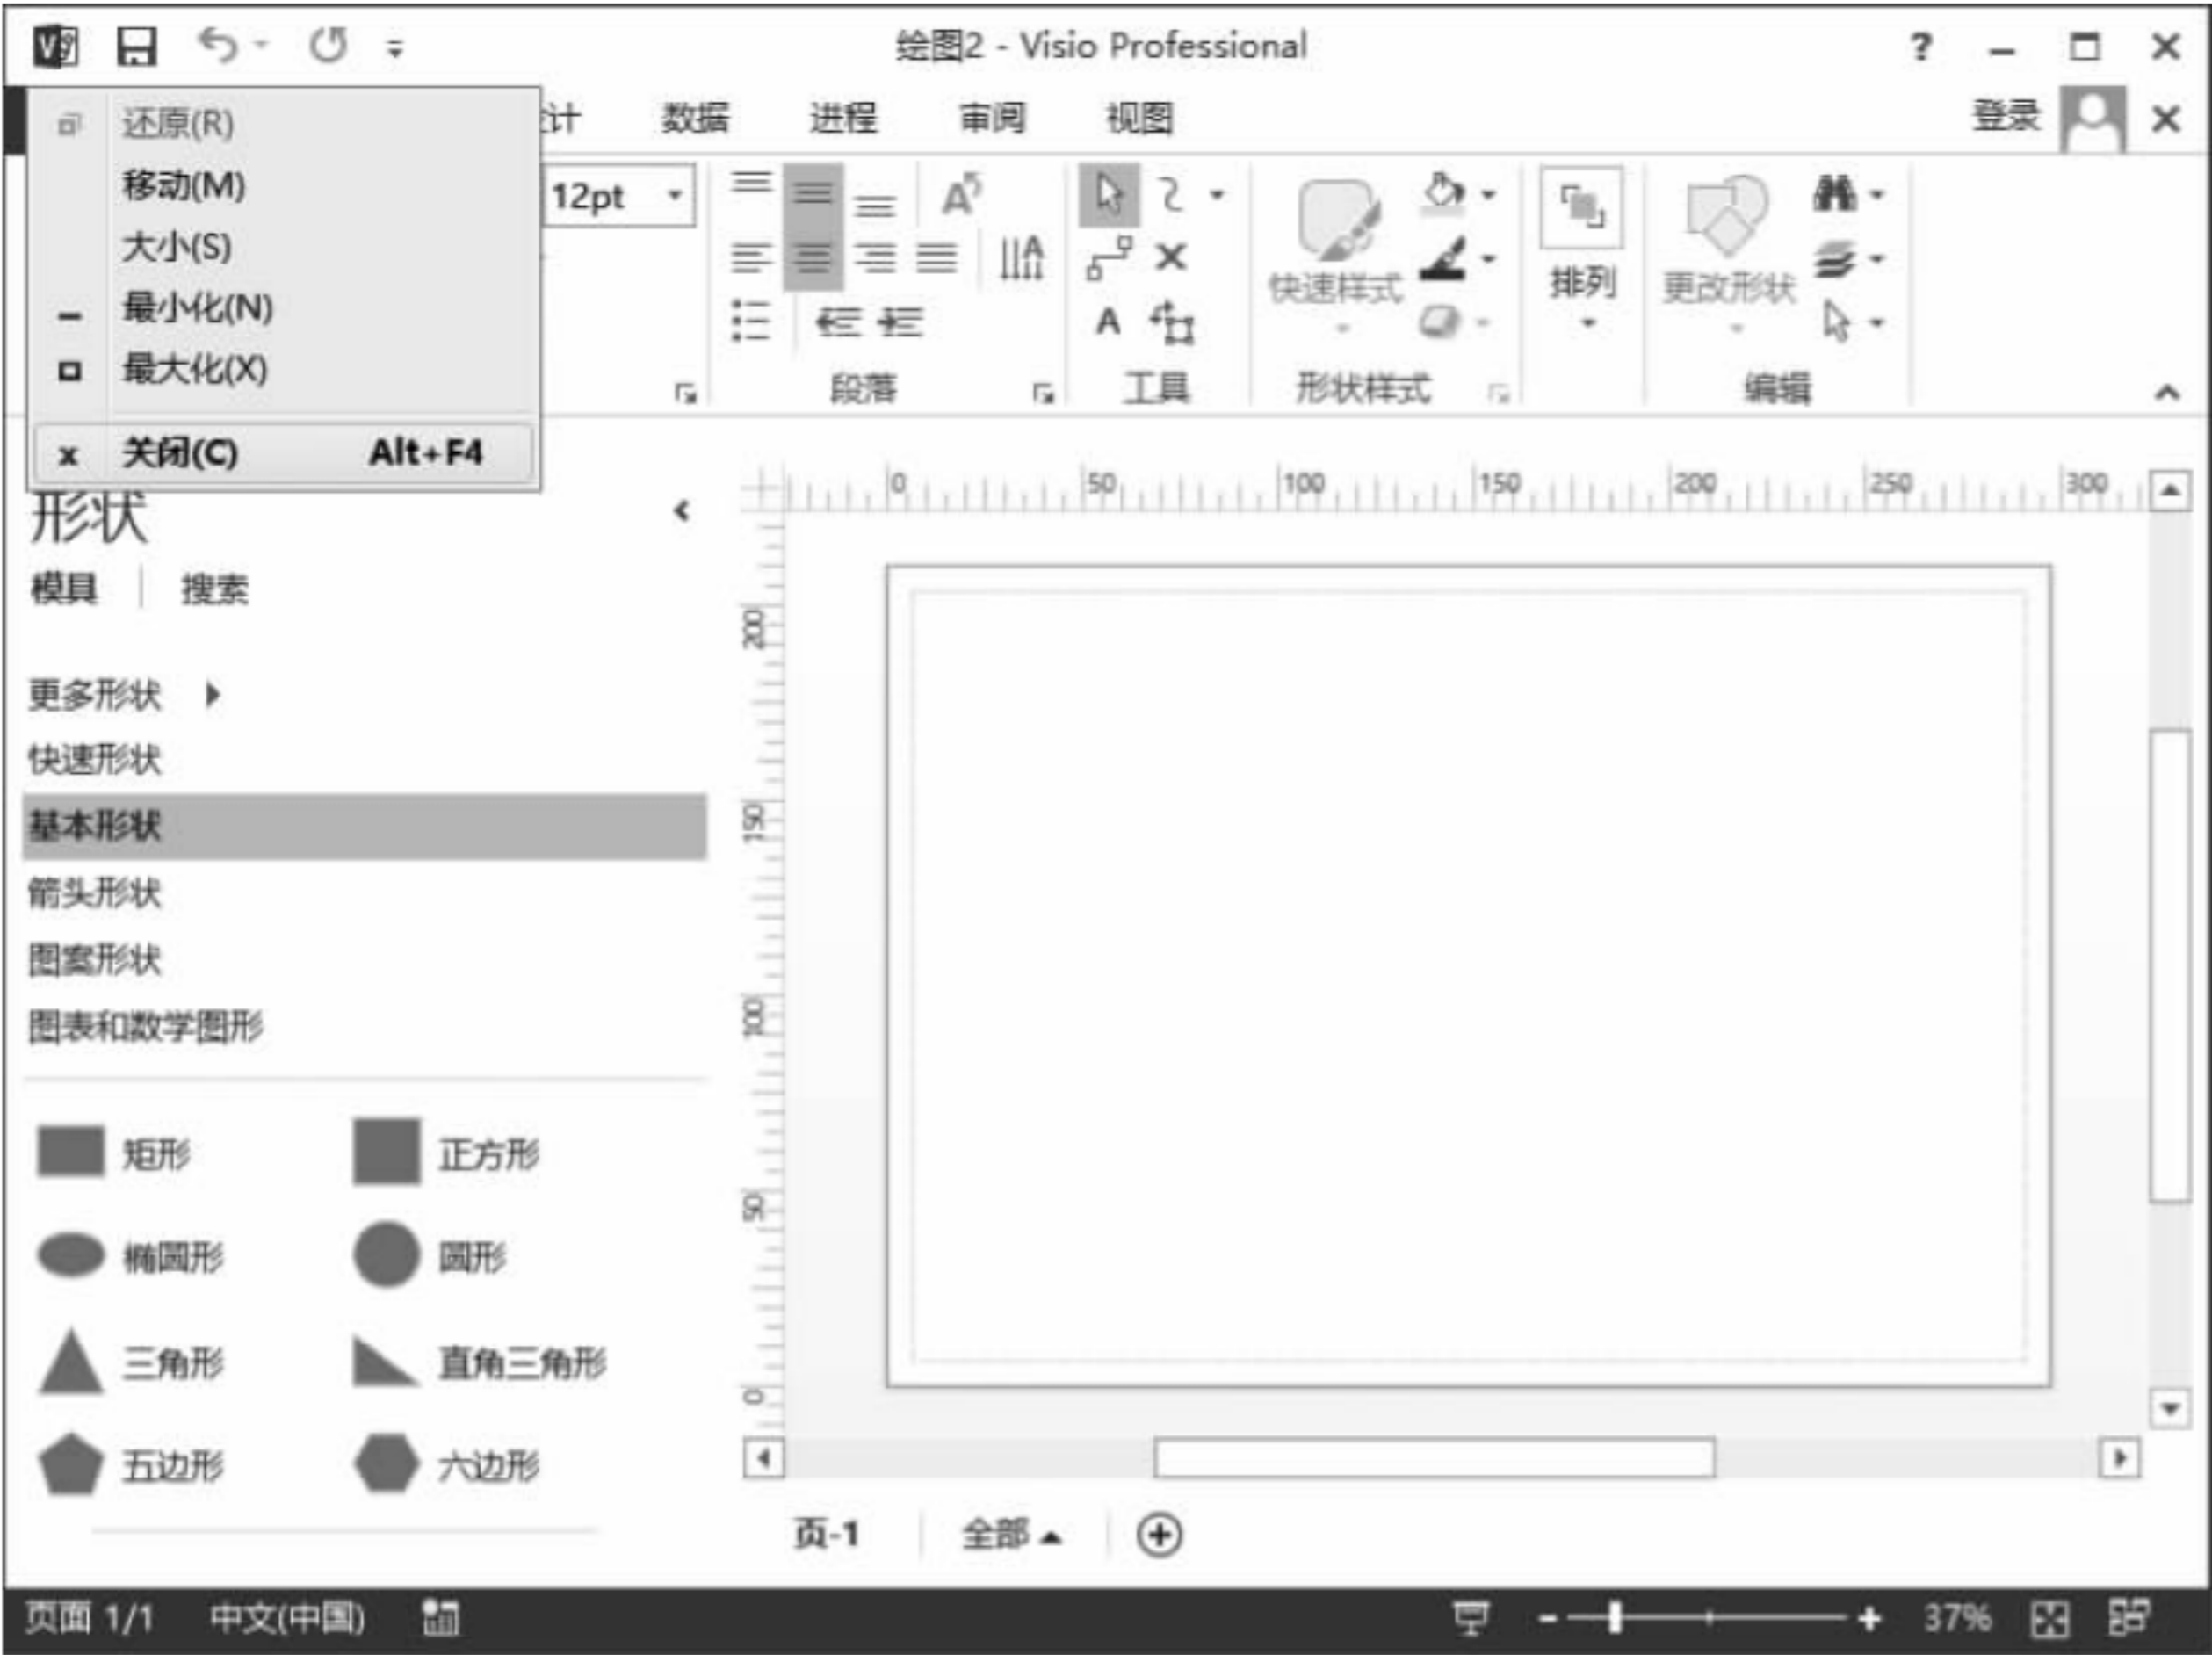 绘图2 - Visio Professional
还原(R)
移动(M)
大小(S)
最小化(N)
最大化(X)
关闭(C) Alt+F4
计 数据 进程 审阅 视图 登录
12pt
快速样式 排列 更改形状
段落 工具 形状样式 编辑
形状
模具 搜索
更多形状
快速形状
基本形状
箭头形状
图案形状
图表和数学图形
矩形 正方形
椭圆形 圆形
三角形 直角三角形
五边形 六边形
0 50 100 150 200 250 300
200
150
100
50
0
页-1 全部
页面 1/1 中文(中国) 37%